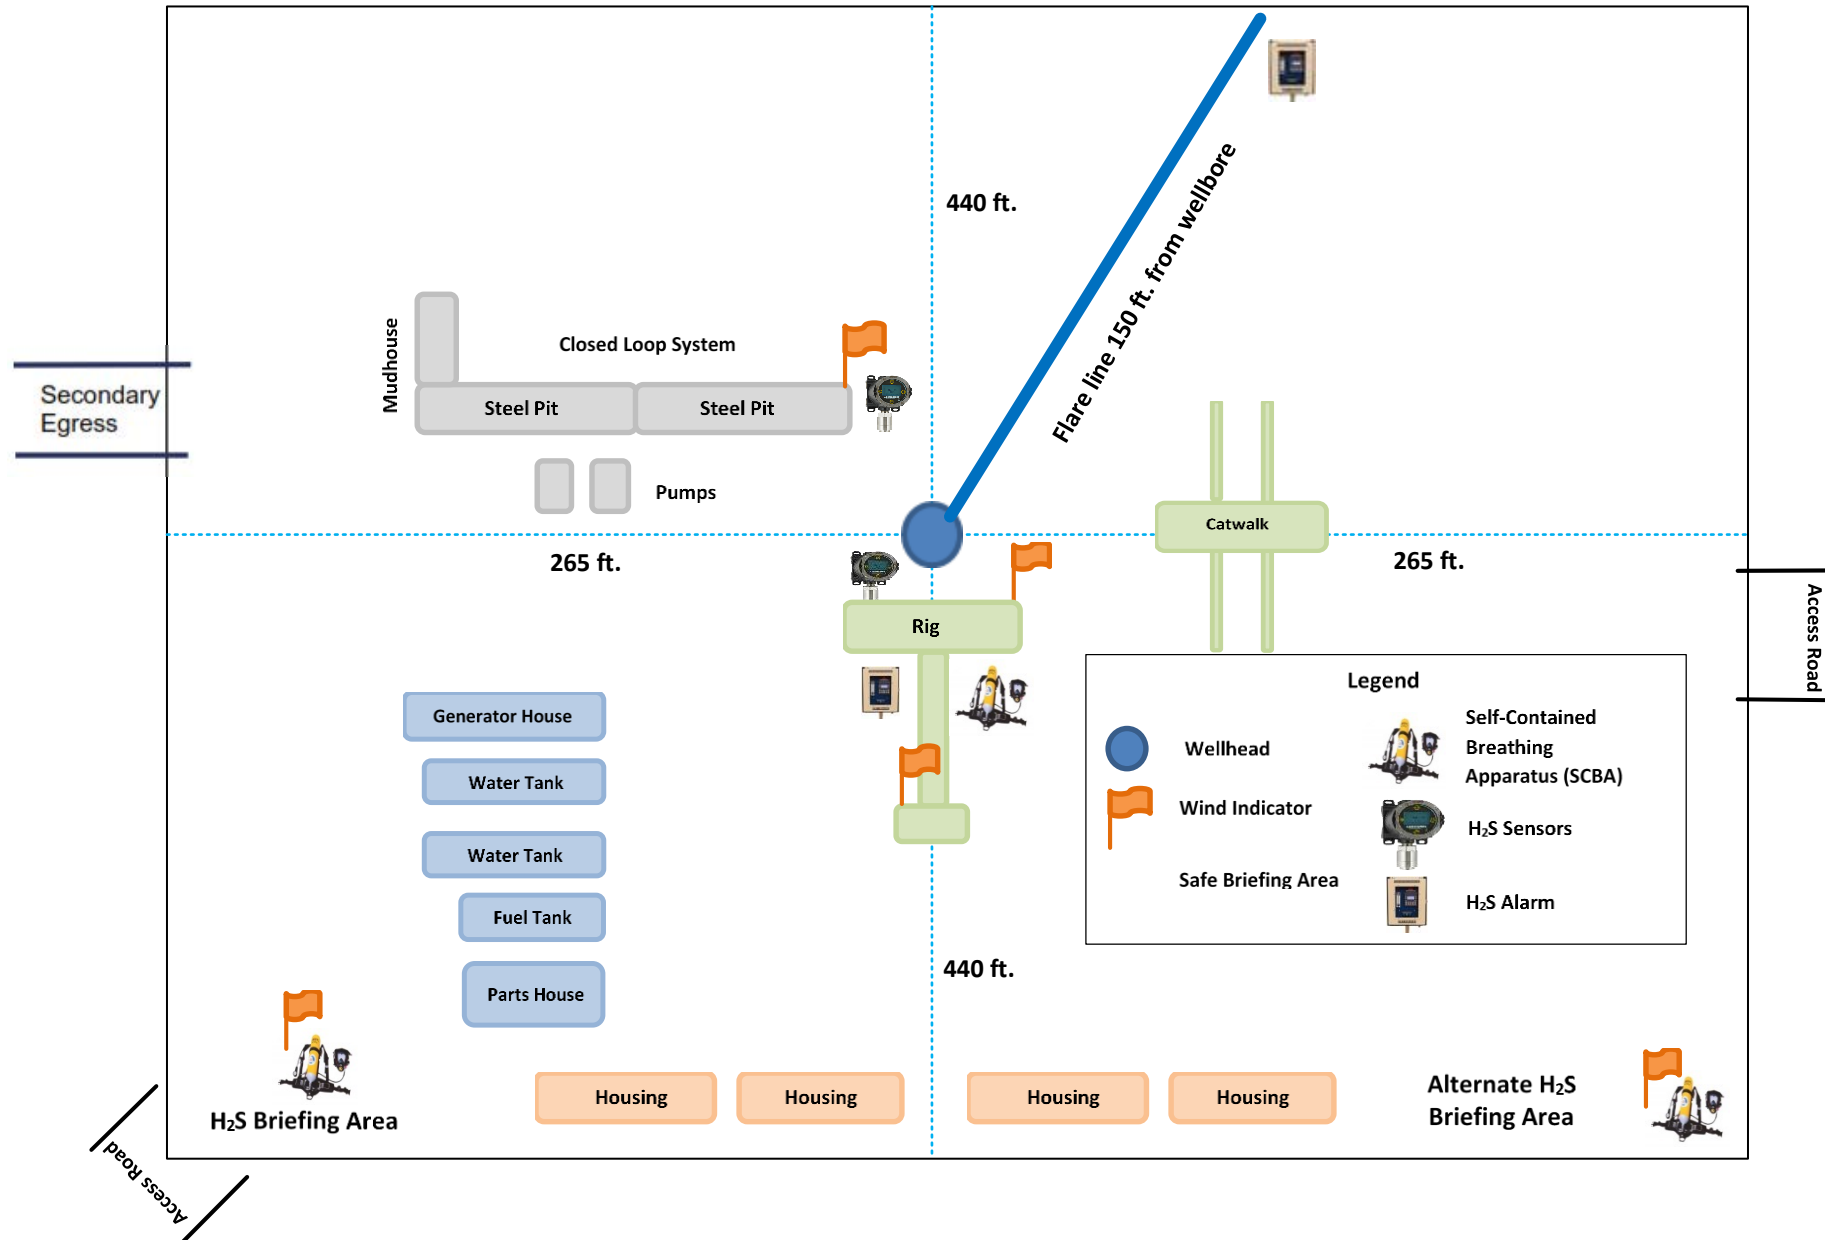 440 ft.
Flare line 150 ft. from wellbore
Mudhouse
Closed Loop System
Secondary
Egress
Steel Pit
Steel Pit
Pumps
Catwalk
265 ft.
265 ft.
Access Road
Rig
Legend
Wellhead
Self-Contained
Breathing
Apparatus (SCBA)
Wind Indicator
H₂S Sensors
Safe Briefing Area
H₂S Alarm
Generator House
Water Tank
Water Tank
Fuel Tank
Parts House
440 ft.
H₂S Briefing Area
Housing
Housing
Housing
Housing
Alternate H₂S
Briefing Area
Access Road